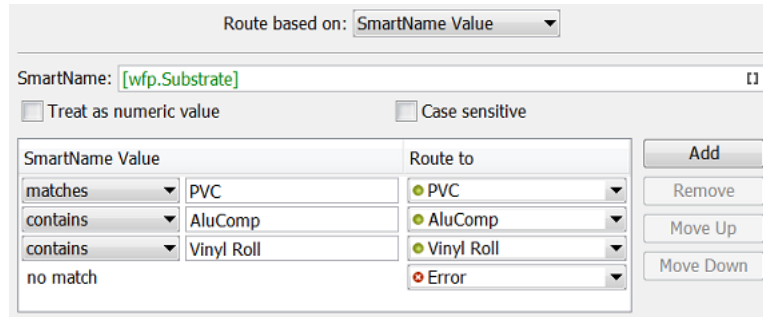 Route based on: SmartName Value
SmartName: [wfp.Substrate]
Treat as numeric value Case sensitive
SmartName Value Route to Add
matches PVC PVC Remove
contains AluComp AluComp Move Up
contains Vinyl Roll Vinyl Roll Move Down
no match Error